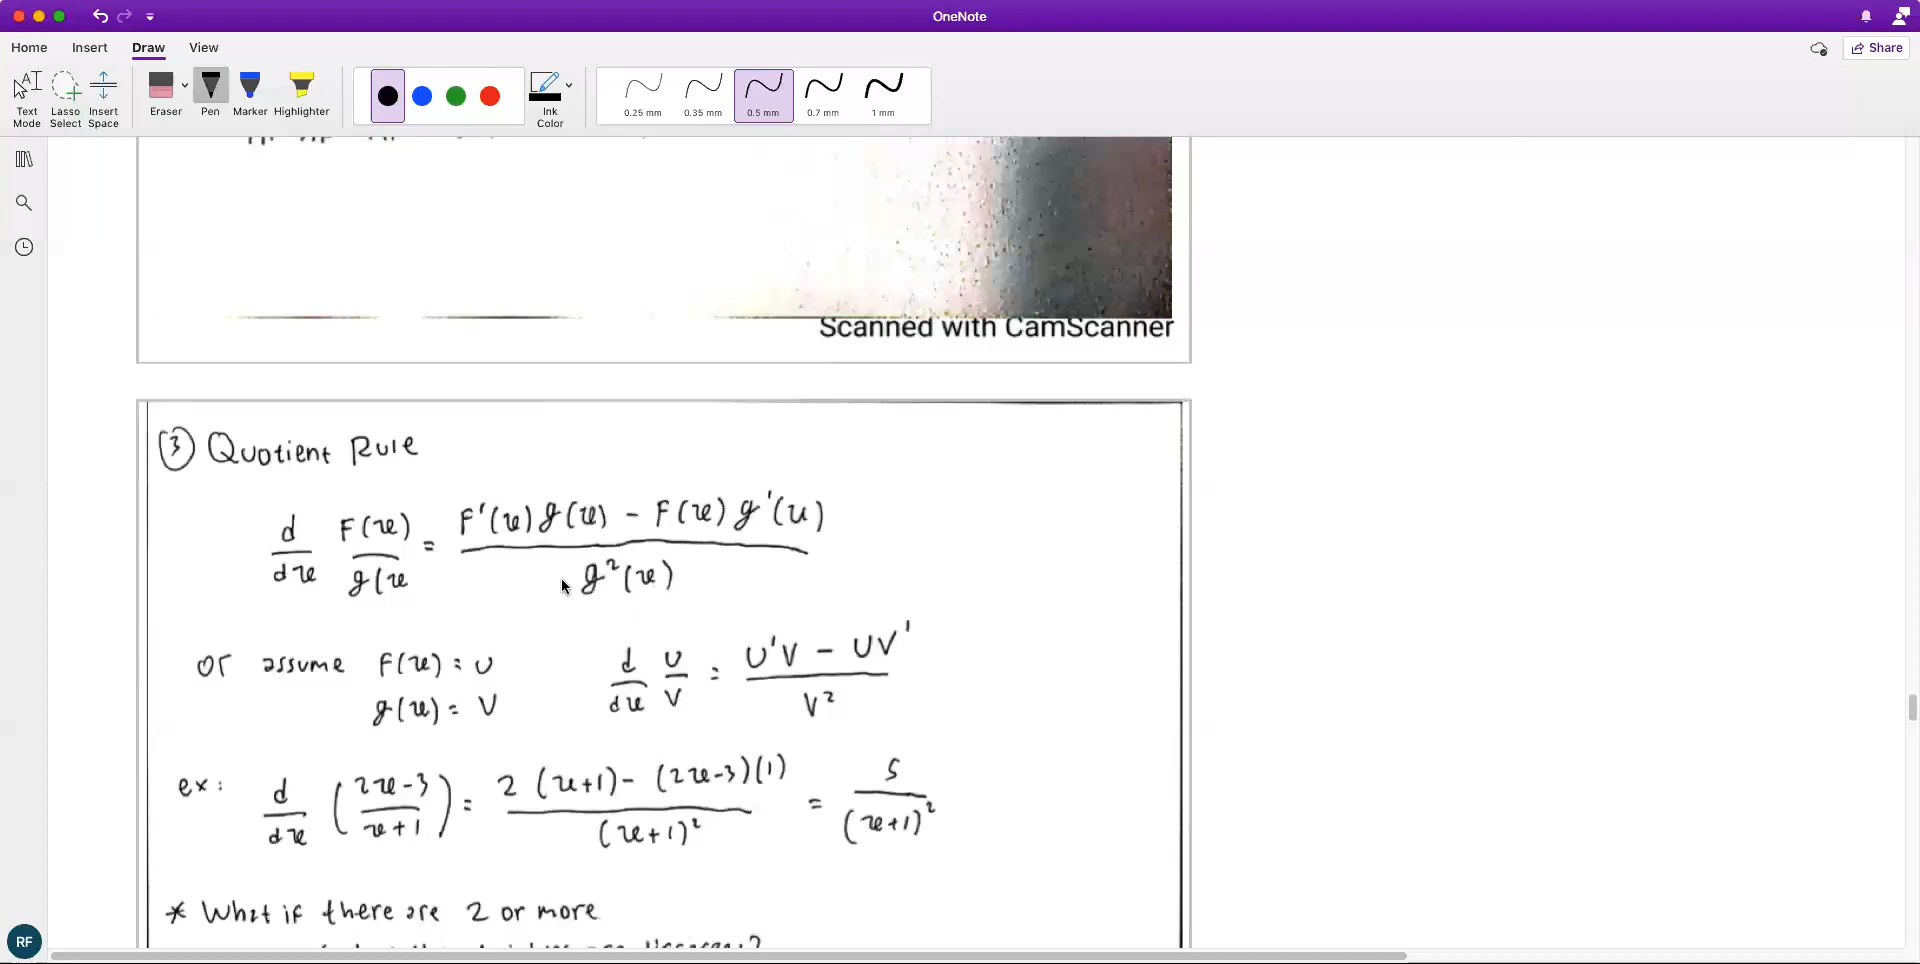 OneNote
Home Insert Draw View
Share
Text Mode Lasso Select Insert Space Eraser Pen Marker Highlighter Ink Color 0.25 mm 0.35 mm 0.5 mm 0.7 mm 1 mm
Scanned with CamScanner
③ Quotient Rule
d/dx F(x)/g(x = F'(x)g(x) - F(x)g'(x) / g²(x)
or assume F(x) = U d/dx U/V = U'V - UV' / V²
g(x) = V
ex: d/dx (2x-3 / x+1) = 2(x+1) - (2x-3)(1) / (x+1)² = 5 / (x+1)²
* What if there are 2 or more
RF